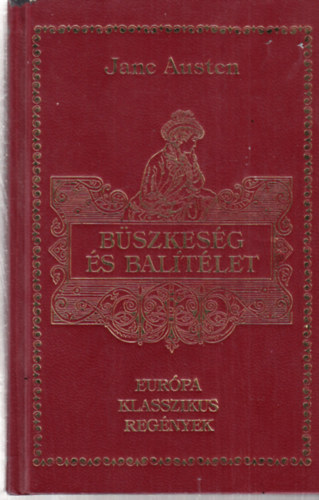 Jane Austen
BÜSZKESÉG
ÉS BALÍTÉLET
EURÓPA
KLASSZIKUS
REGÉNYEK